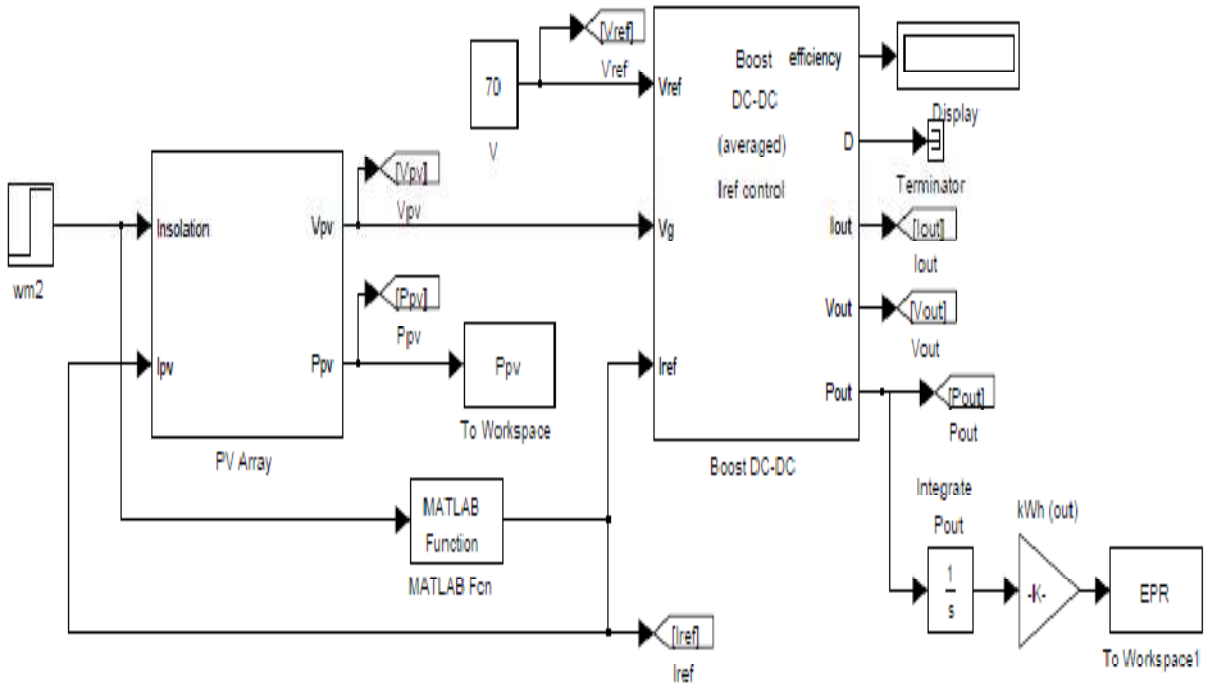 [Vref]
Vref
70
V
Boost
DC-DC
(averaged)
Iref control
Vref
Vg
Iref
efficiency
D
Iout
Vout
Pout
Boost DC-DC
Display
Terminator
[Iout]
Iout
[Vout]
Vout
[Pout]
Pout
wm2
Insolation
Ipv
Vpv
Ppv
PV Array
[Vpv]
Vpv
[Ppv]
Ppv
Ppv
To Workspace
MATLAB
Function
MATLAB Fcn
[Iref]
Iref
Integrate
Pout
1
s
kWh (out)
-K-
EPR
To Workspace1